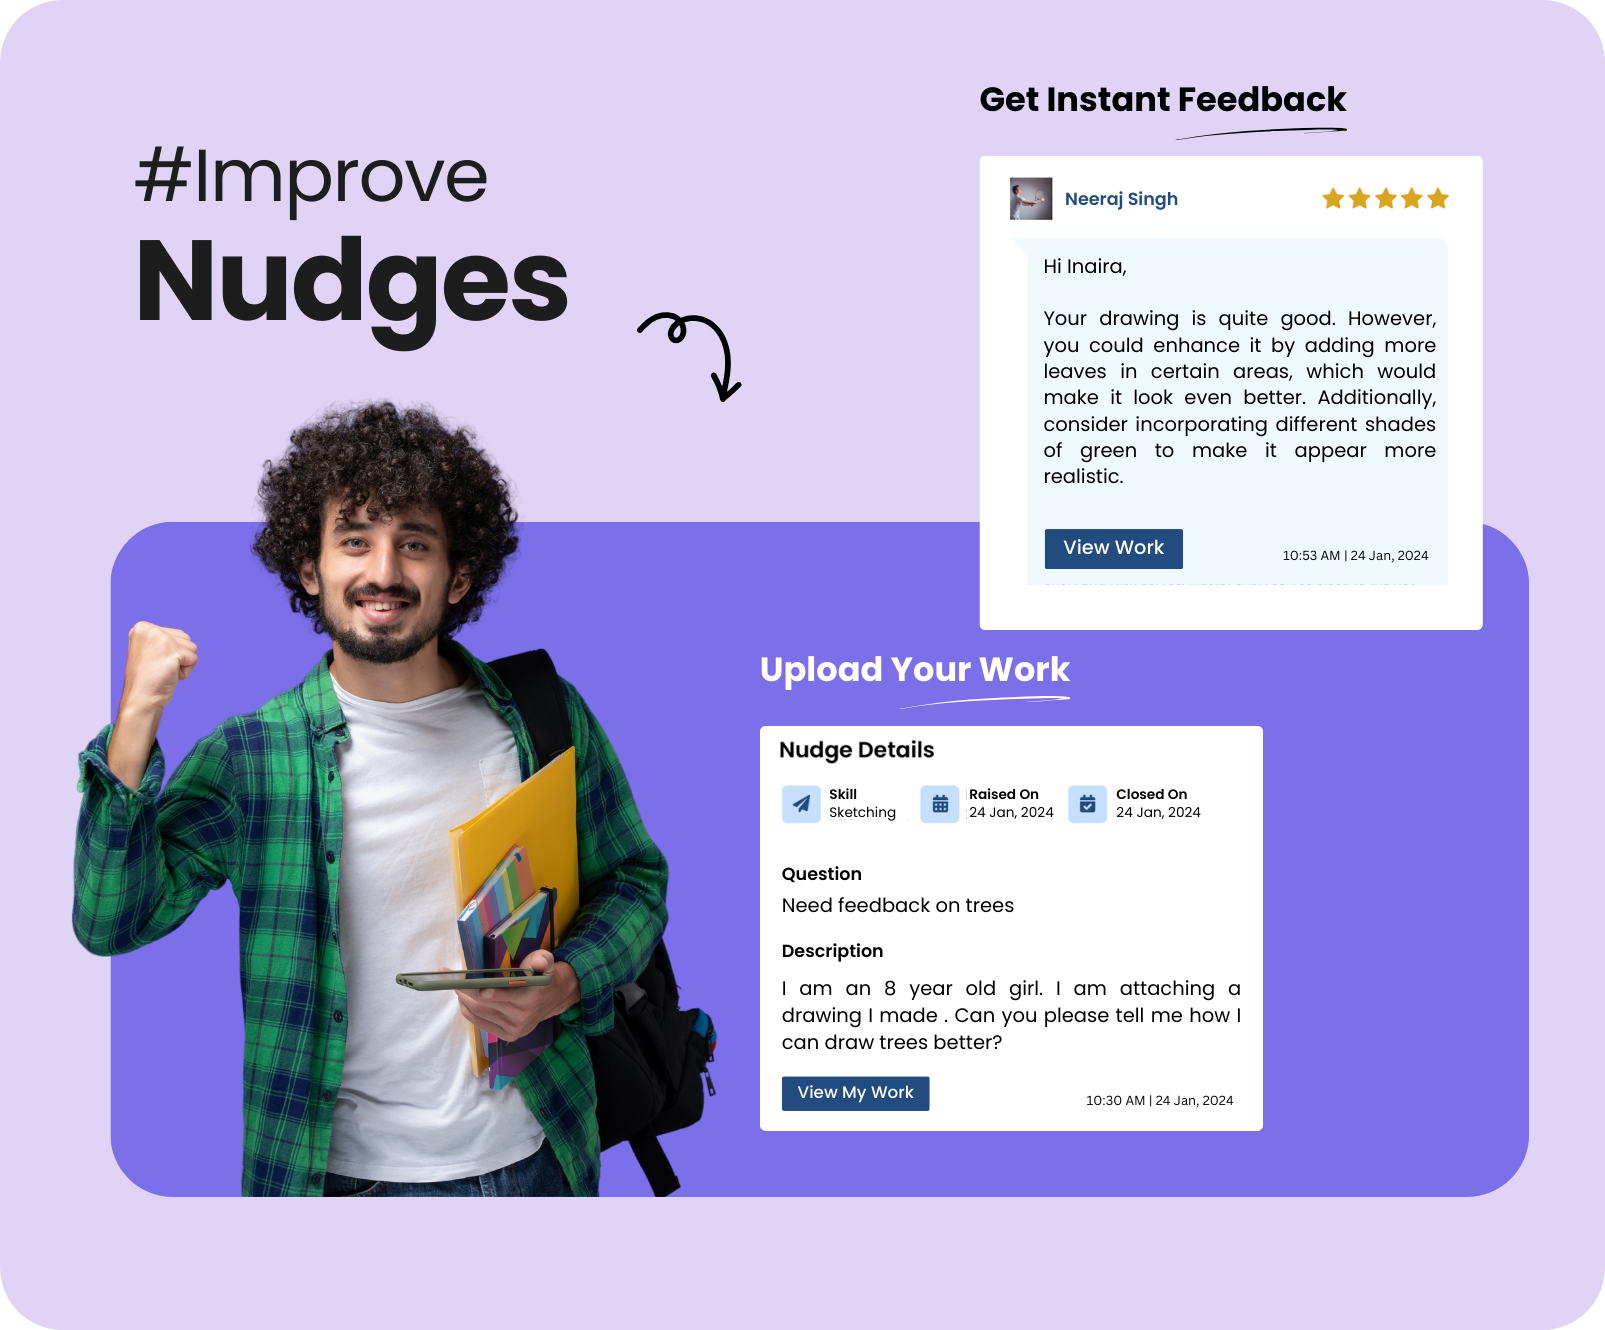 #Improve
Nudges
Get Instant Feedback
Neeraj Singh
Hi Inaira,
Your drawing is quite good. However,
you could enhance it by adding more
leaves in certain areas, which would
make it look even better. Additionally,
consider incorporating different shades
of green to make it appear more
realistic.
View Work
10:53 AM | 24 Jan, 2024
Upload Your Work
Nudge Details
Skill
Sketching
Raised On
24 Jan, 2024
Closed On
24 Jan, 2024
Question
Need feedback on trees
Description
I am an 8 year old girl. I am attaching a
drawing I made . Can you please tell me how I
can draw trees better?
View My Work
10:30 AM | 24 Jan, 2024